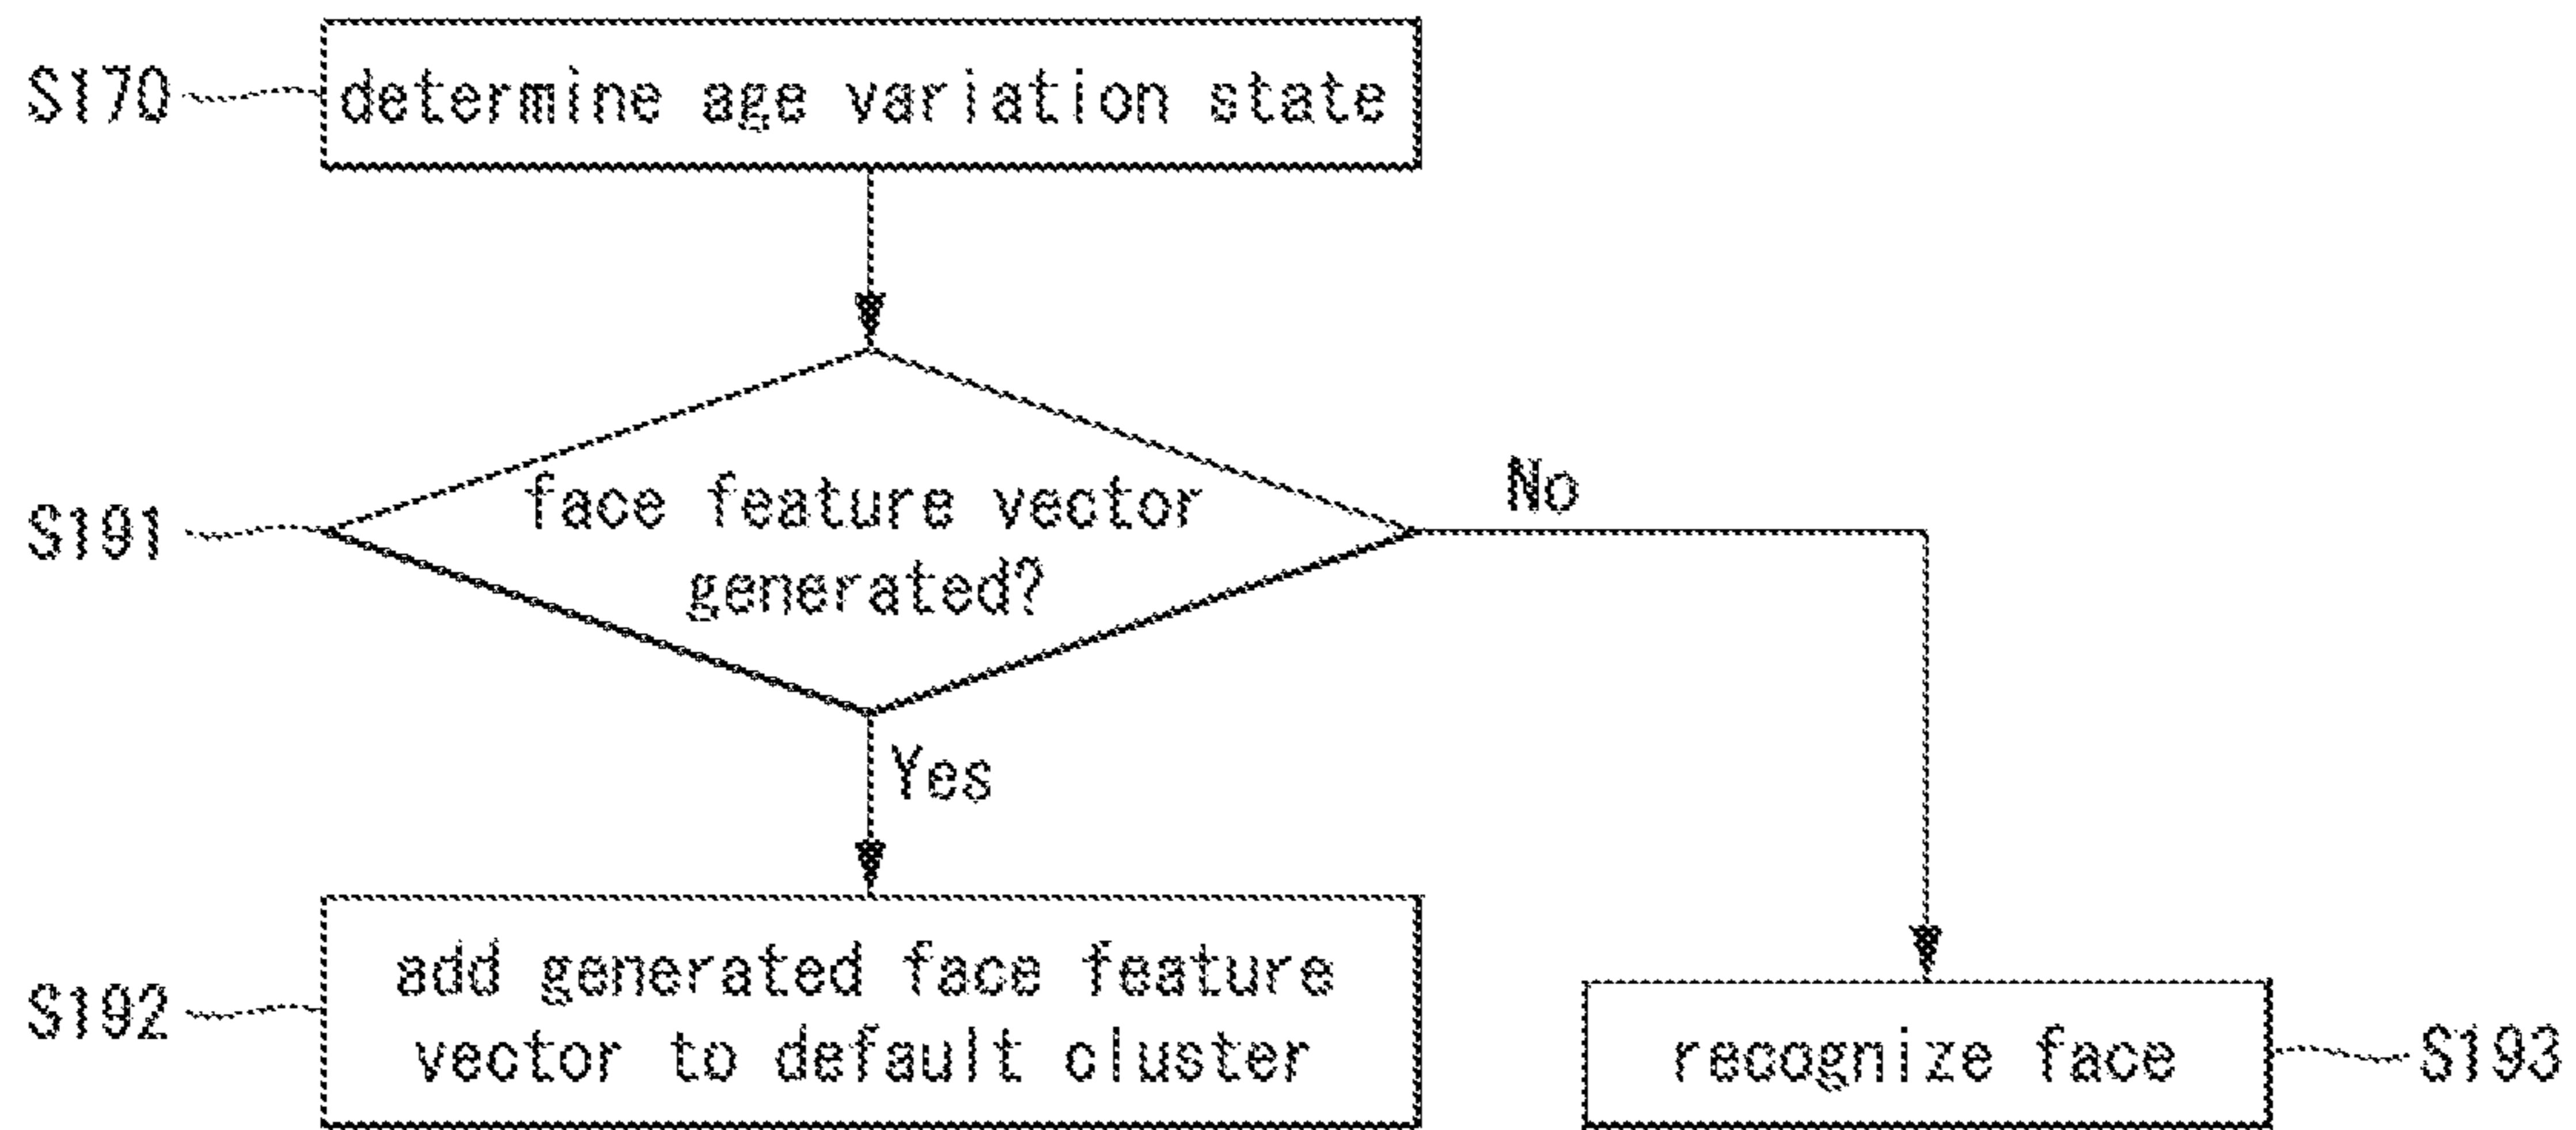 S170
determine age variation state
S191
face feature vector
generated?
No
Yes
S192
add generated face feature
vector to default cluster
recognize face
S193